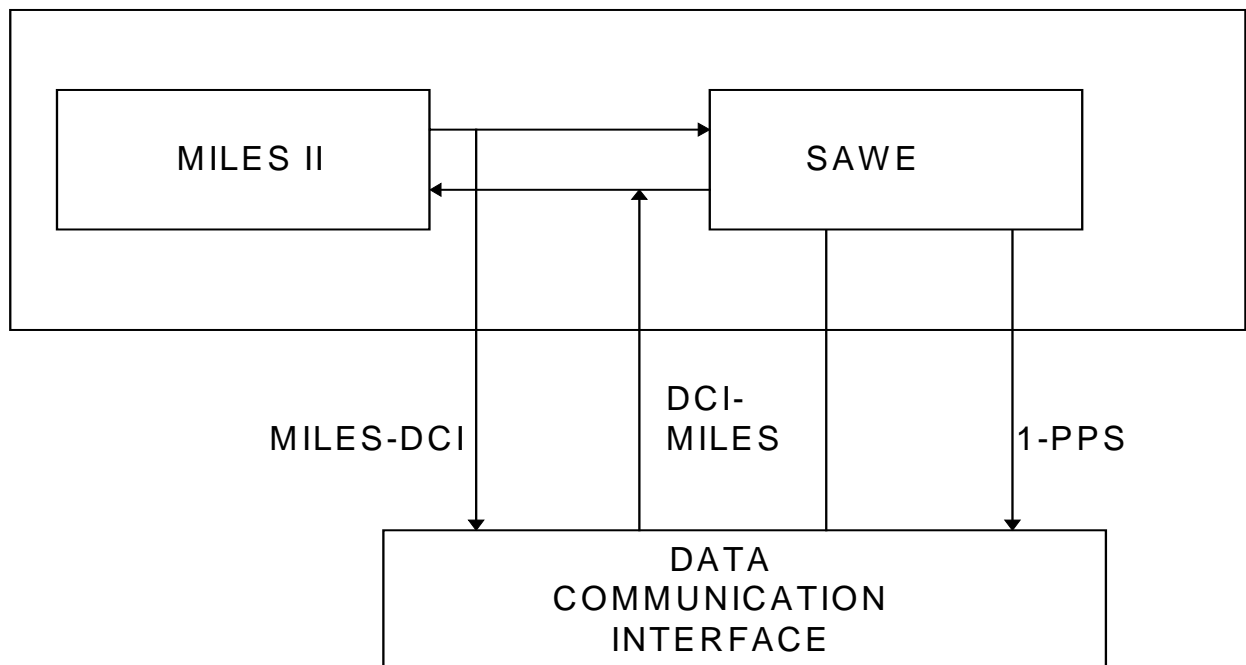 MILES II
SAWE
MILES-DCI
DCI-
MILES
1-PPS
DATA
COMMUNICATION
INTERFACE